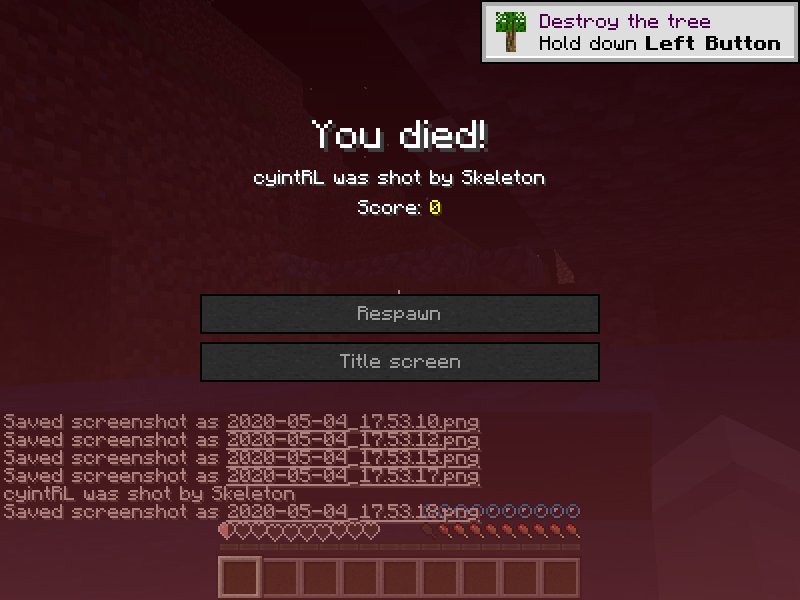 Destroy the tree
Hold down Left Button
You died!
cyintRL was shot by Skeleton
Score: 0
Respawn
Title screen
Saved screenshot as 2020-05-04_17.53.10.png
Saved screenshot as 2020-05-04_17.53.12.png
Saved screenshot as 2020-05-04_17.53.15.png
Saved screenshot as 2020-05-04_17.53.17.png
cyintRL was shot by Skeleton
Saved screenshot as 2020-05-04_17.53.18.png